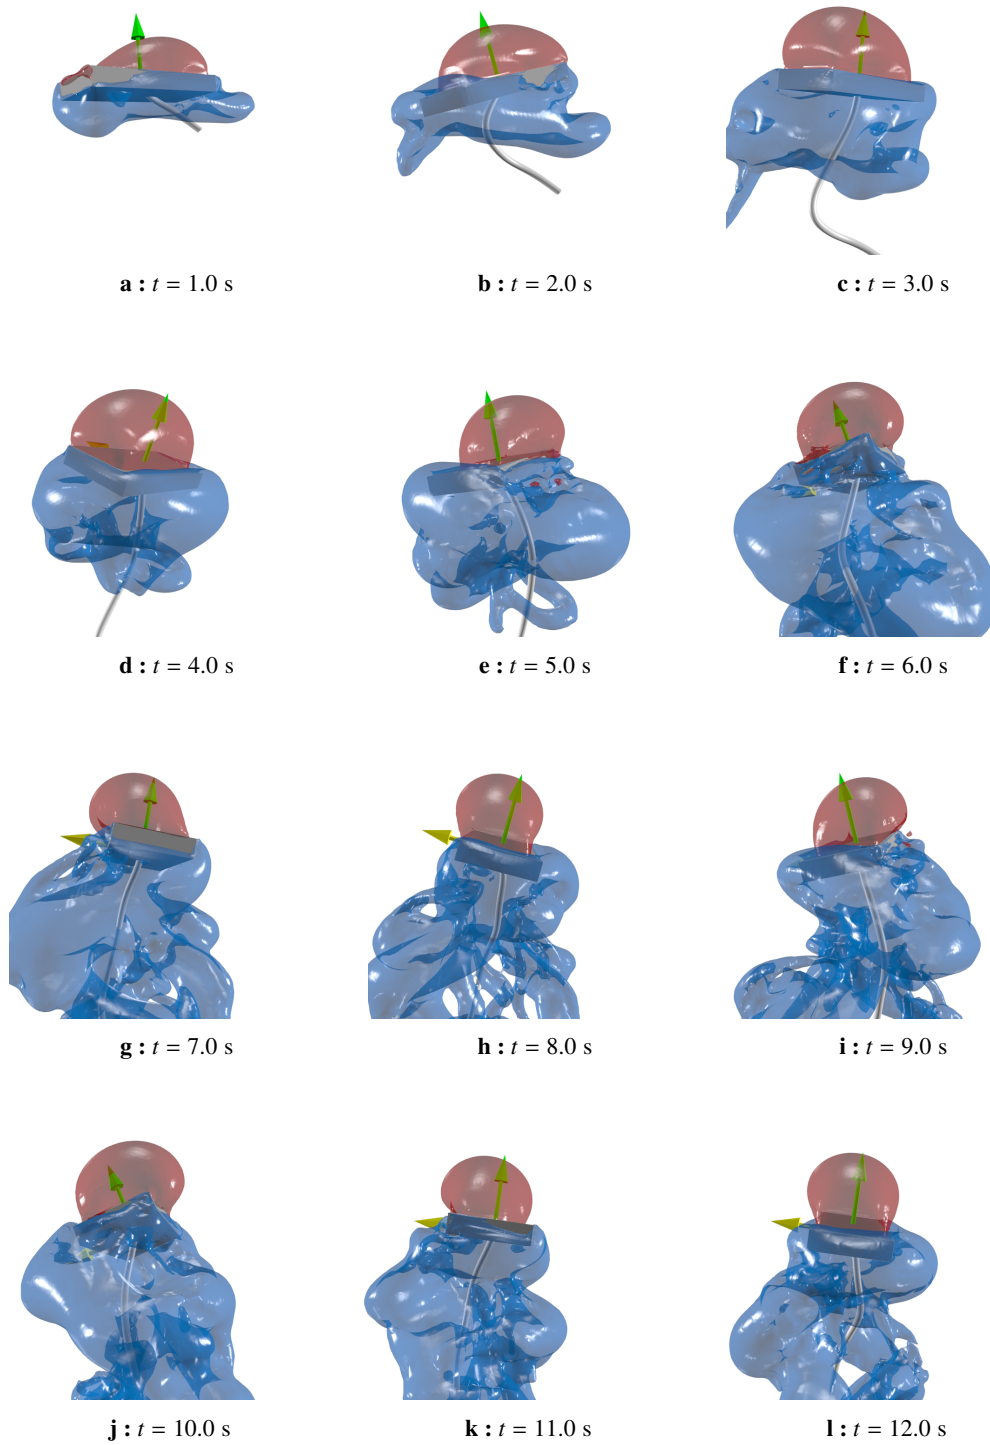 a : t = 1.0 s
b : t = 2.0 s
c : t = 3.0 s
d : t = 4.0 s
e : t = 5.0 s
f : t = 6.0 s
g : t = 7.0 s
h : t = 8.0 s
i : t = 9.0 s
j : t = 10.0 s
k : t = 11.0 s
l : t = 12.0 s